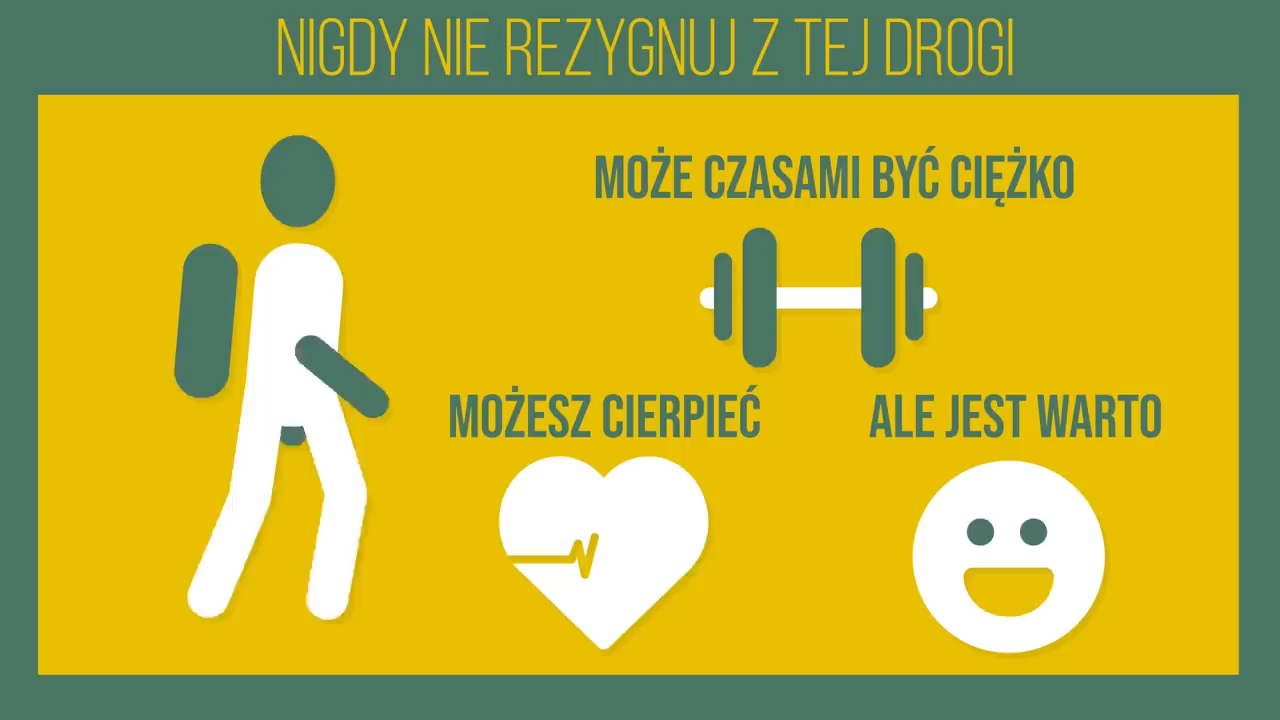 NIGDY NIE REZYGNUJ Z TEJ DROGI
MOŻE CZASAMI BYĆ CIĘŻKO
MOŻESZ CIERPIEĆ
ALE JEST WARTO